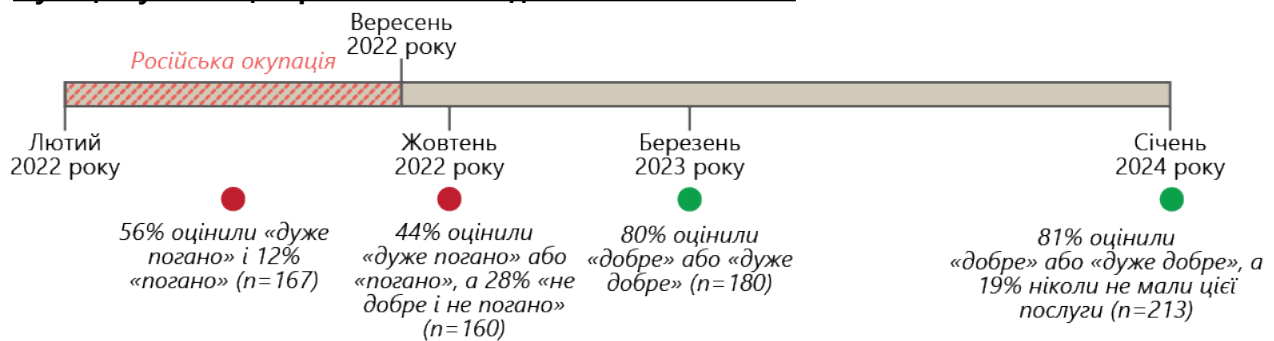 Вересень
2022 року
Російська окупація
Лютий
2022 року
Жовтень
2022 року
Березень
2023 року
Січень
2024 року
56% оцінили «дуже
погано» і 12%
«погано» (n=167)
44% оцінили
«дуже погано» або
«погано», а 28% «не
добре і не погано»
(n=160)
80% оцінили
«добре» або «дуже
добре» (n=180)
81% оцінили
«добре» або «дуже добре», а
19% ніколи не мали цієї
послуги (n=213)